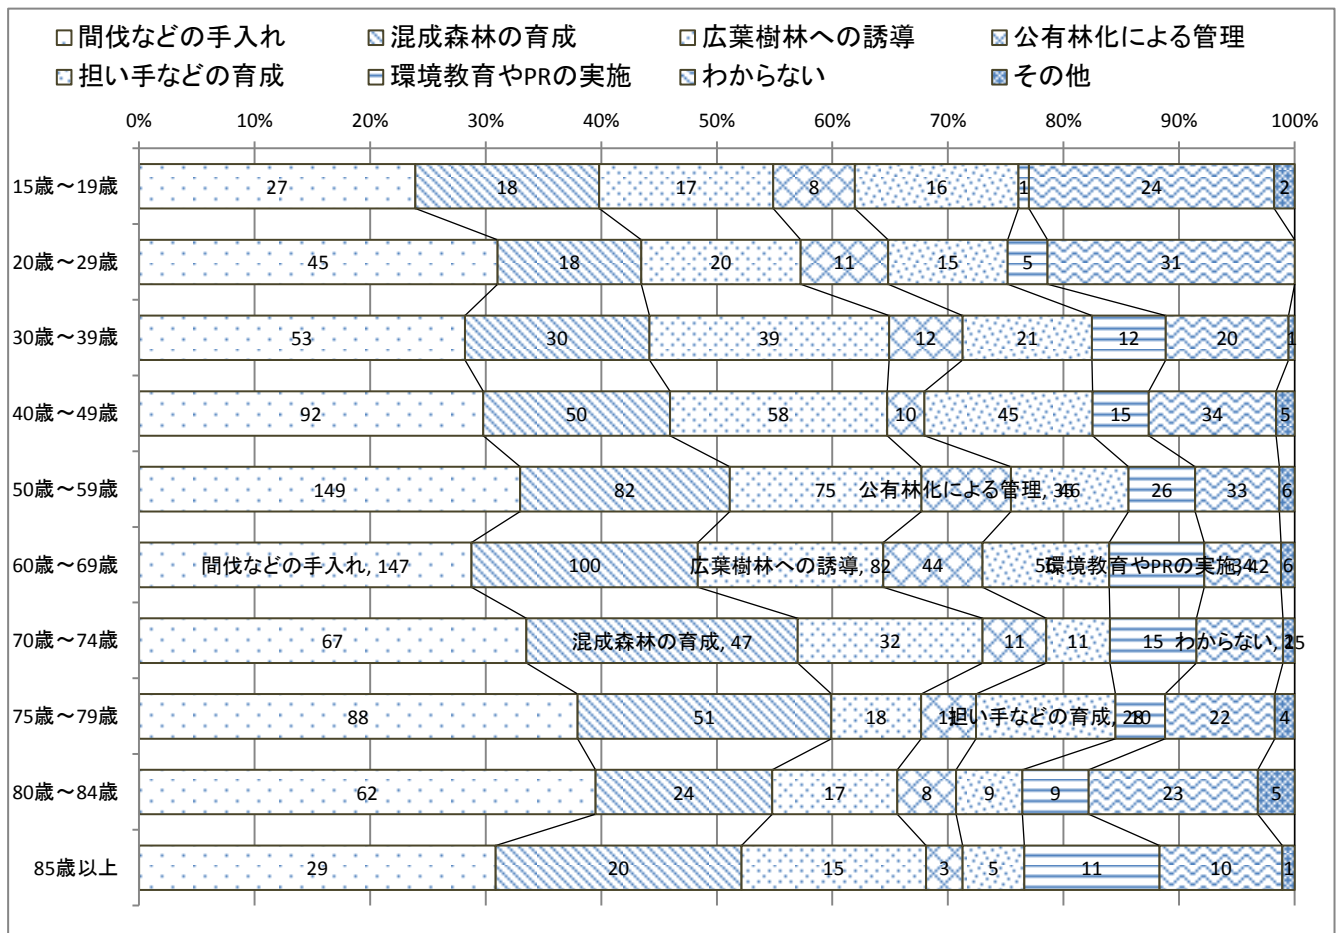 間伐などの手入れ 混成森林の育成 広葉樹林への誘導 公有林化による管理
担い手などの育成 環境教育やPRの実施 わからない その他
0% 10% 20% 30% 40% 50% 60% 70% 80% 90% 100%
15歳～19歳 27 18 17 8 16 1 24 2
20歳～29歳 45 18 20 11 15 5 31
30歳～39歳 53 30 39 12 21 12 20 1
40歳～49歳 92 50 58 10 45 15 34 5
50歳～59歳 149 82 75 公有林化による管理, 46 26 33 6
60歳～69歳 間伐などの手入れ, 147 100 広葉樹林への誘導, 82 44 56 環境教育やPRの実施, 42 34 6
70歳～74歳 67 混成森林の育成, 47 32 11 11 15 わからない, 15
75歳～79歳 88 51 18 11 担い手などの育成, 28 10 22 4
80歳～84歳 62 24 17 8 9 9 23 5
85歳以上 29 20 15 3 5 11 10 1